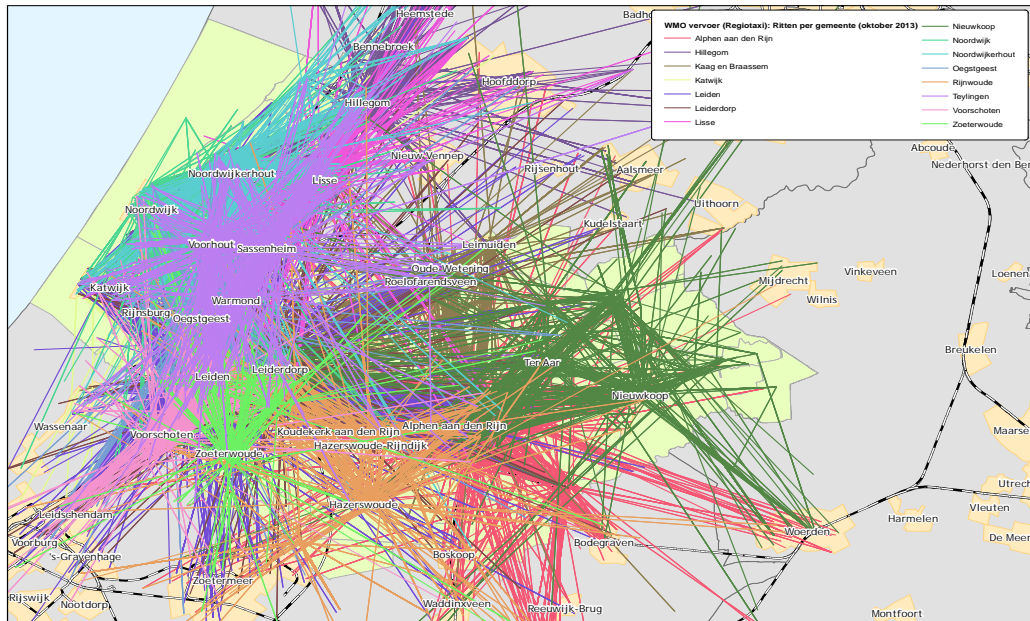 Heemstede
Badho
Bennebroek
Hoofddorp
Hillegom
WMO vervoer (Regiotaxi): Ritten per gemeente (oktober 2013)
Alphen aan den Rijn
Hillegom
Kaag en Braassem
Katwijk
Leiden
Leiderdorp
Lisse
Nieuwkoop
Noordwijk
Noordwijkerhout
Oegstgeest
Rijnwoude
Teylingen
Voorschoten
Zoeterwoude
Abcoude
Nederhorst den Ber
Nieuw Vennep
Rijsenhout
Aalsmeer
Noordwijkerhout
Lisse
Noordwijk
Uithoorn
Kudelstaart
Voorhout
Sassenheim
Leimuiden
Oude Wetering
Roelofarendsveen
Mijdrecht
Vinkeveen
Loenen
Wilnis
Katwijk
Warmond
Rijnsburg
Oegstgeest
Breukelen
Ter Aar
Leiderdorp
Leiden
Nieuwkoop
Wassenaar
Voorschoten
Koudekerk aan den Rijn
Alphen aan den Rijn
Hazerswoude-Rijndijk
Zoeterwoude
Maarse
Utrech
Vleuten
De Meer
Harmelen
Hazerswoude
Leidschendam
Voorburg
's-Gravenhage
Woerden
Bodegraven
Boskoop
Zoetermeer
Rijswijk
Nootdorp
Waddinxveen
Reeuwijk-Brug
Montfoort